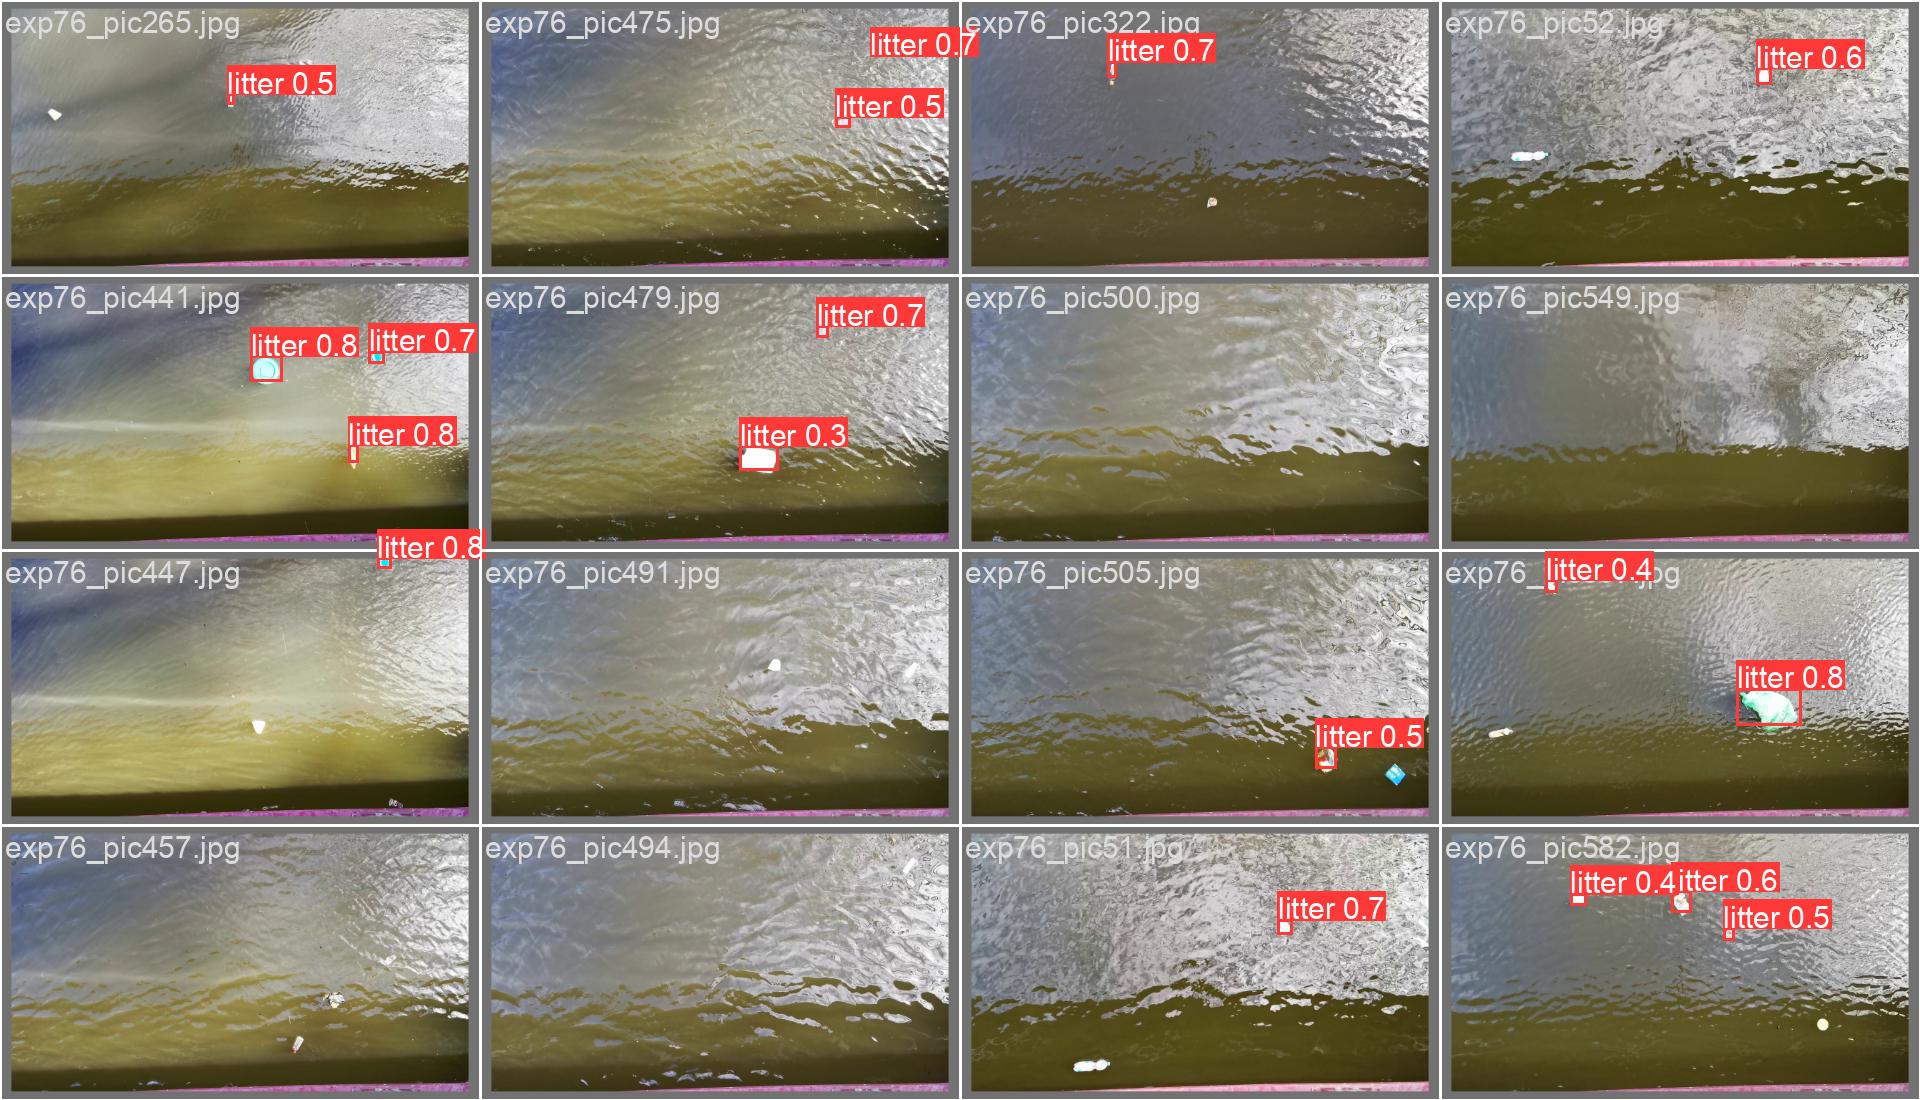 exp76_pic265.jpg
litter 0.5
exp76_pic475.jpg
litter 0.7
litter 0.5
exp76_pic322.jpg
litter 0.7
exp76_pic52.jpg
litter 0.6
exp76_pic441.jpg
litter 0.8
litter 0.7
litter 0.8
exp76_pic479.jpg
litter 0.7
litter 0.3
exp76_pic500.jpg
exp76_pic549.jpg
exp76_pic447.jpg
litter 0.8
exp76_pic491.jpg
exp76_pic505.jpg
litter 0.5
litter 0.4
litter 0.8
exp76_pic457.jpg
exp76_pic494.jpg
exp76_pic51.jpg
litter 0.7
exp76_pic582.jpg
litter 0.4
litter 0.6
litter 0.5